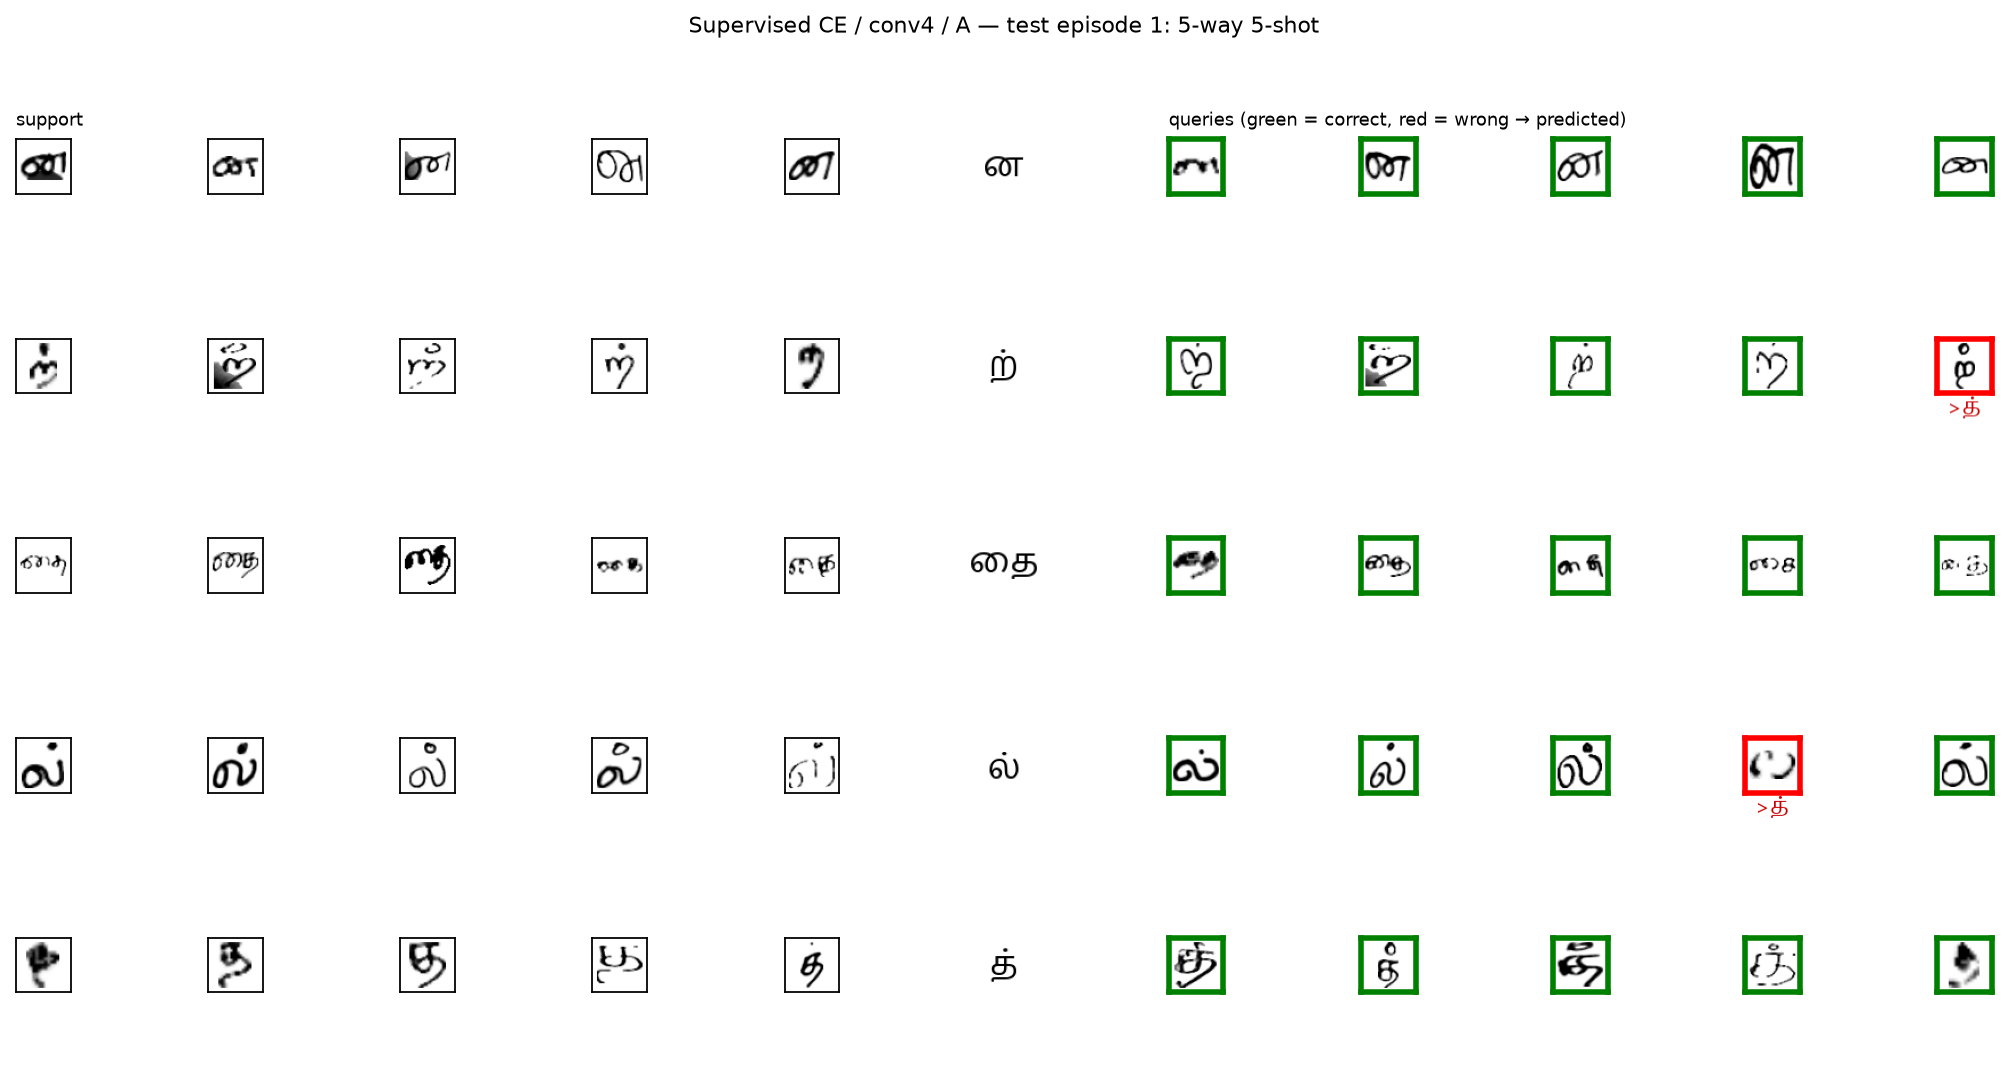 Supervised CE / conv4 / A — test episode 1: 5-way 5-shot
support queries (green = correct, red = wrong → predicted)
ன ன ன ன ன ன ன ன ன ன ன
ற் ற் ற் ற் ற் ற் ற் ற் ற் ற் ற்
>த்
தை தை தை தை தை தை தை தை தை தை தை
ல் ல் ல் ல் ல் ல் ல் ல் ல் ல் ல்
>த்
த் த் த் த் த் த் த் த் த்